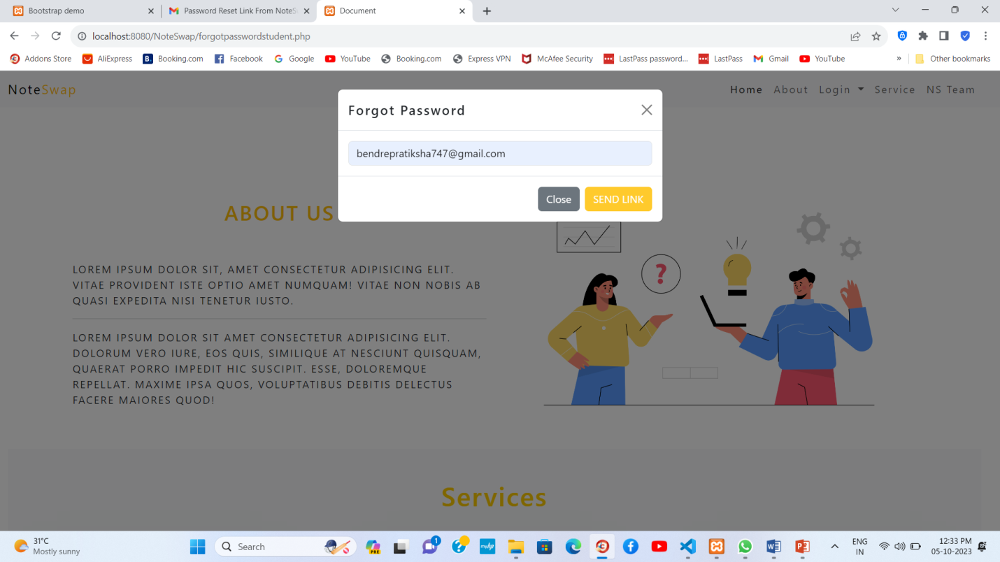 Bootstrap demo
Password Reset Link From NoteS
Document
localhost:8080/NoteSwap/forgotpasswordstudent.php
Addons Store AliExpress Booking.com Facebook Google YouTube Booking.com Express VPN McAfee Security LastPass password... LastPass Gmail YouTube » Other bookmarks
NoteSwap Home About Login Service NS Team
Forgot Password
bendrepratiksha747@gmail.com
Close SEND LINK
ABOUT US
LOREM IPSUM DOLOR SIT, AMET CONSECTETUR ADIPISICING ELIT.
VITAE PROVIDENT ISTE OPTIO AMET NUMQUAM! VITAE NON NOBIS AB
QUASI EXPEDITA NISI TENETUR IUSTO.
LOREM IPSUM DOLOR SIT AMET CONSECTETUR ADIPISICING ELIT.
DOLORUM VERO IURE, EOS QUIS, SIMILIQUE AT NESCIUNT QUISQUAM,
QUAERAT PORRO IMPEDIT HIC SUSCIPIT. ESSE, DOLOREMQUE
REPELLAT. MAXIME IPSA QUOS, VOLUPTATIBUS DEBITIS DELECTUS
FACERE MAIORES QUOD!
?
Services
31°C
Mostly sunny
Search
PRE
1
myhp
ENG
IN
12:33 PM
05-10-2023